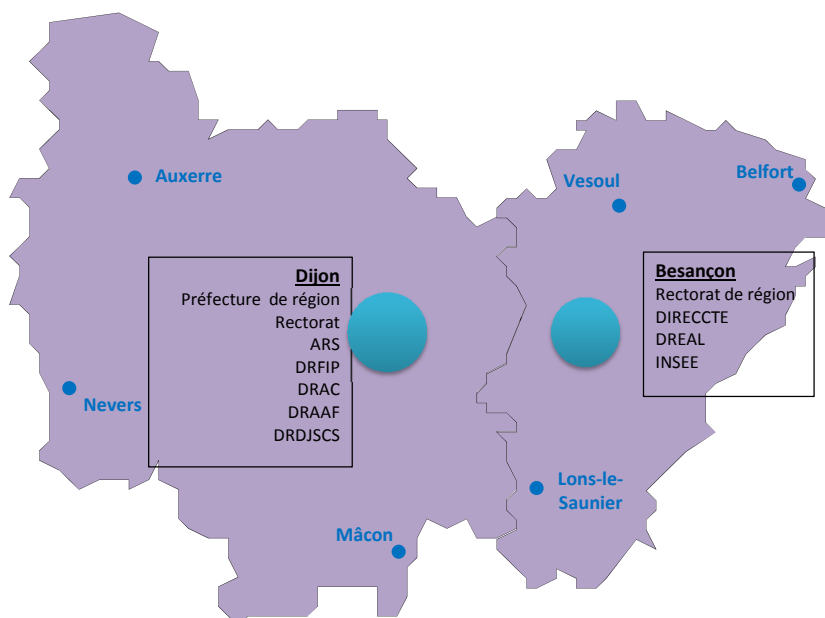 Auxerre
Vesoul
Belfort
Dijon
Préfecture de région
Rectorat
ARS
DRFIP
DRAC
DRAAF
DRDJSCS
Besançon
Rectorat de région
DIRECCTE
DREAL
INSEE
Nevers
Lons-le-
Saunier
Mâcon